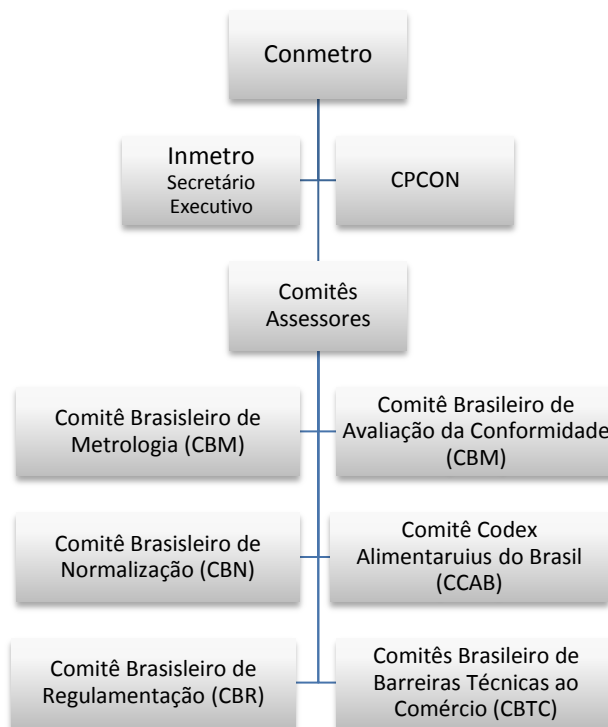 Conmetro
Inmetro
Secretário
Executivo
CPCON
Comitês
Assessores
Comitê Brasisleiro de
Metrologia (CBM)
Comitê Brasileiro de
Avaliação da Conformidade
(CBM)
Comitê Brasisleiro de
Normalização (CBN)
Comitê Codex
Alimentaruius do Brasil
(CCAB)
Comitê Brasisleiro de
Regulamentação (CBR)
Comitês Brasileiro de
Barreiras Técnicas ao
Comércio (CBTC)